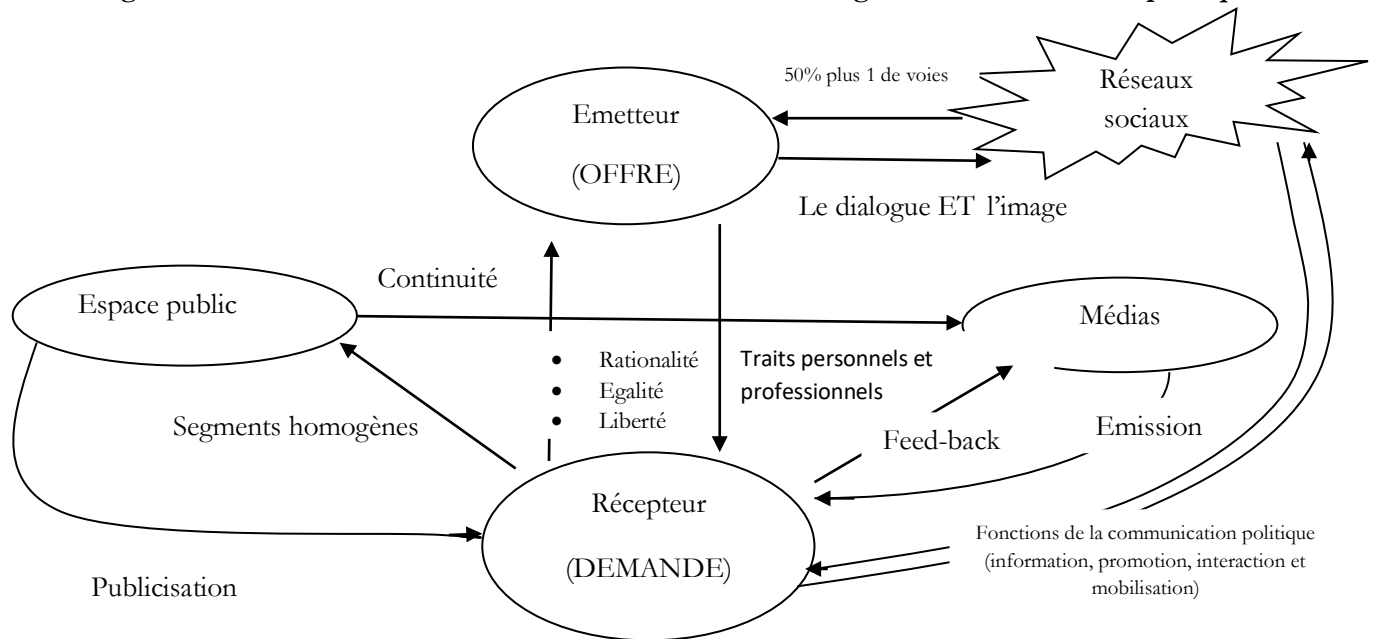 50% plus 1 de voies
Réseaux
sociaux
Emetteur
(OFFRE)
Le dialogue ET l'image
Continuité
Espace public
Médias
• Rationalité
• Egalité
• Liberté
Traits personnels et
professionnels
Segments homogènes
Feed-back
Emission
Récepteur
(DEMANDE)
Fonctions de la communication politique
(information, promotion, interaction et
mobilisation)
Publicisation